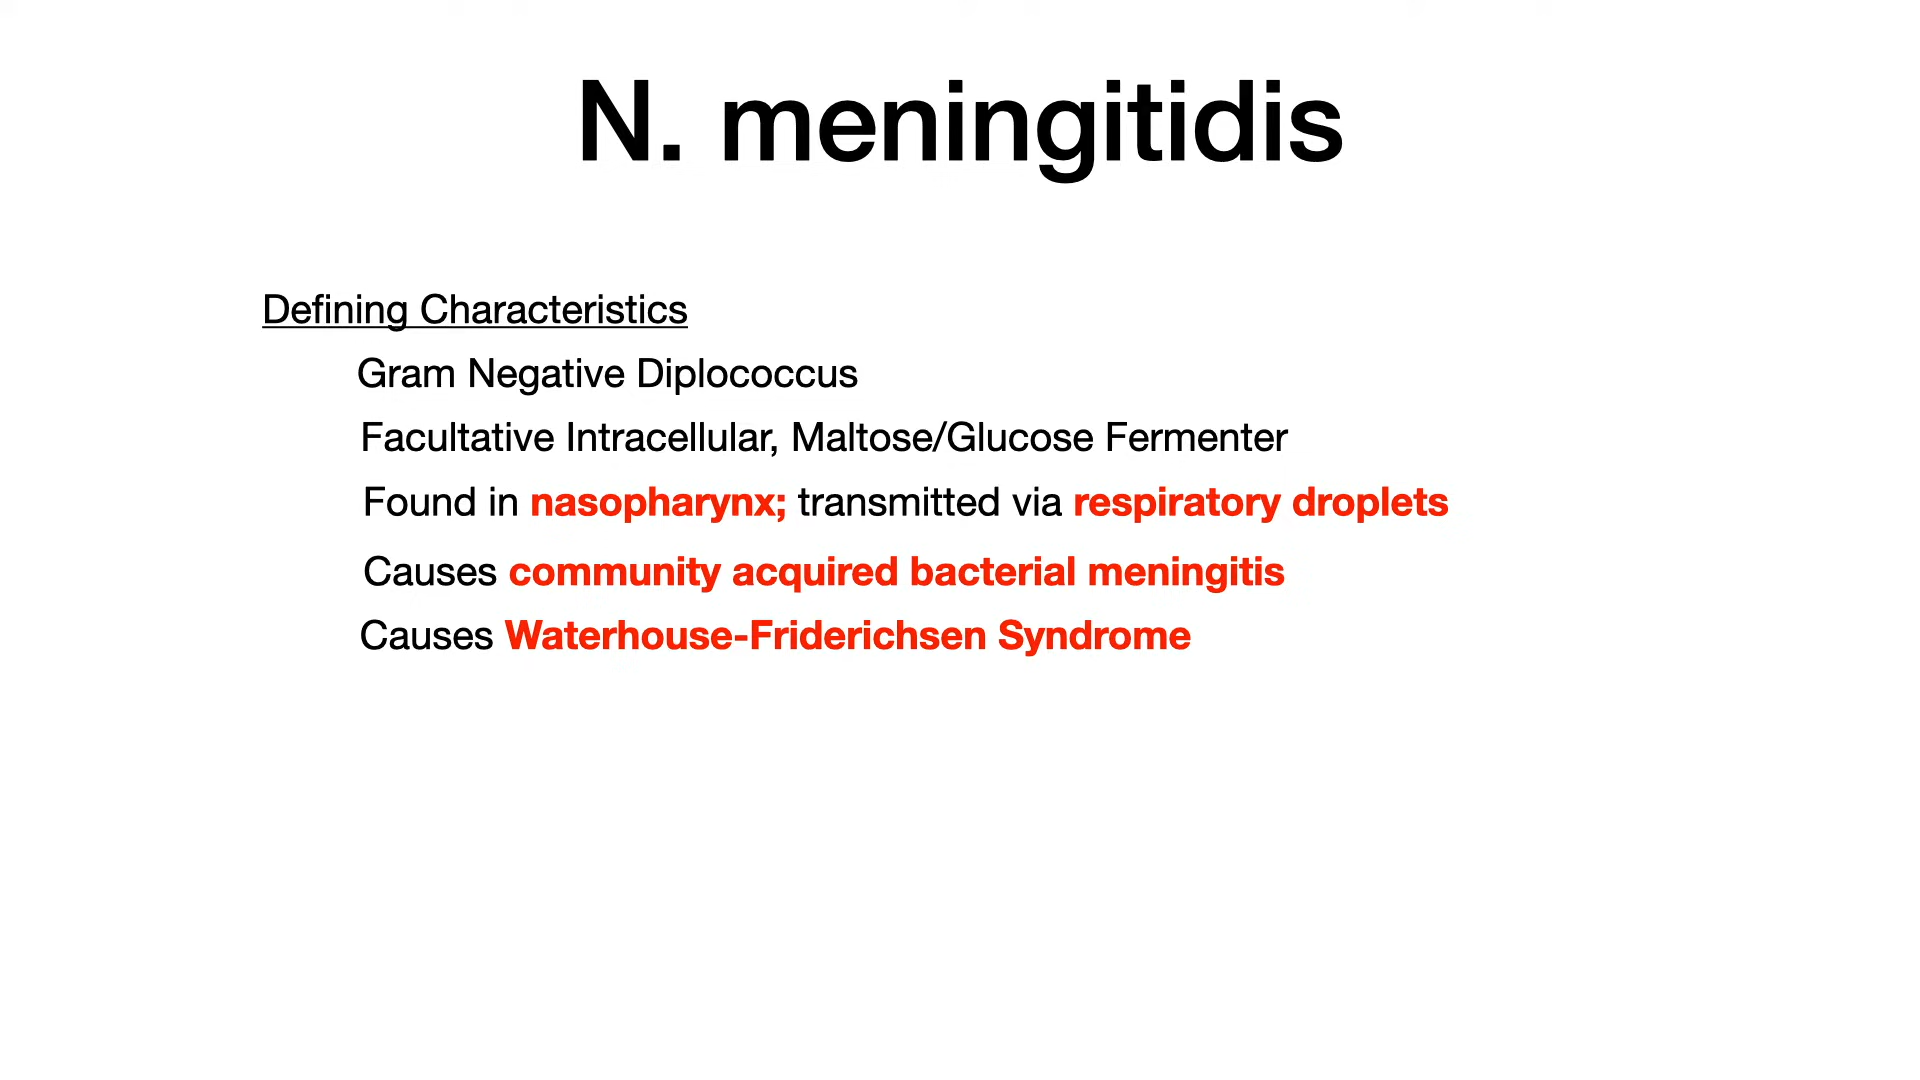 N. meningitidis
Defining Characteristics
Gram Negative Diplococcus
Facultative Intracellular, Maltose/Glucose Fermenter
Found in nasopharynx; transmitted via respiratory droplets
Causes community acquired bacterial meningitis
Causes Waterhouse-Friderichsen Syndrome